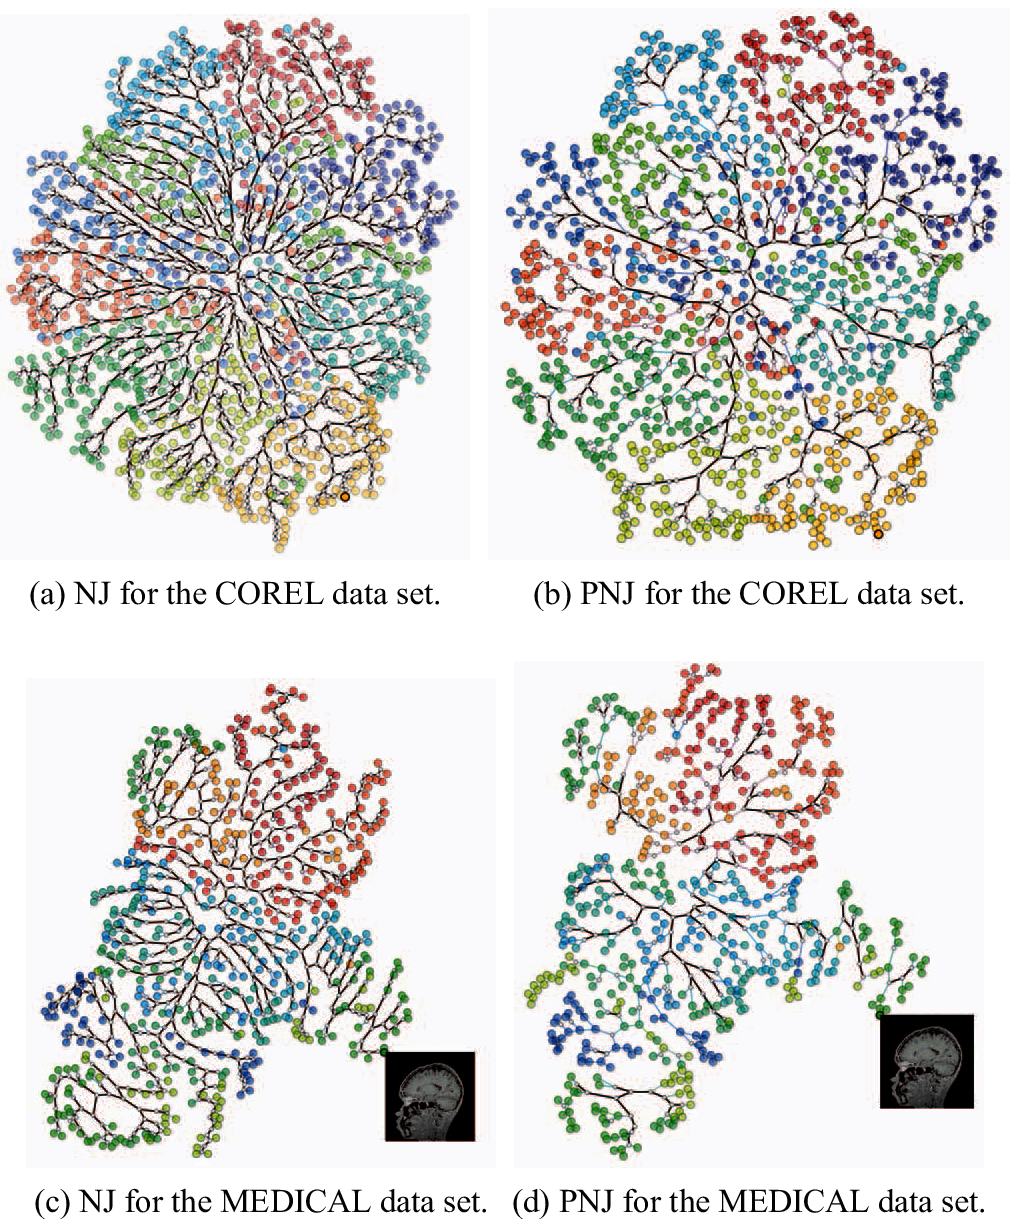 (a) NJ for the COREL data set.
(b) PNJ for the COREL data set.
(c) NJ for the MEDICAL data set.
(d) PNJ for the MEDICAL data set.